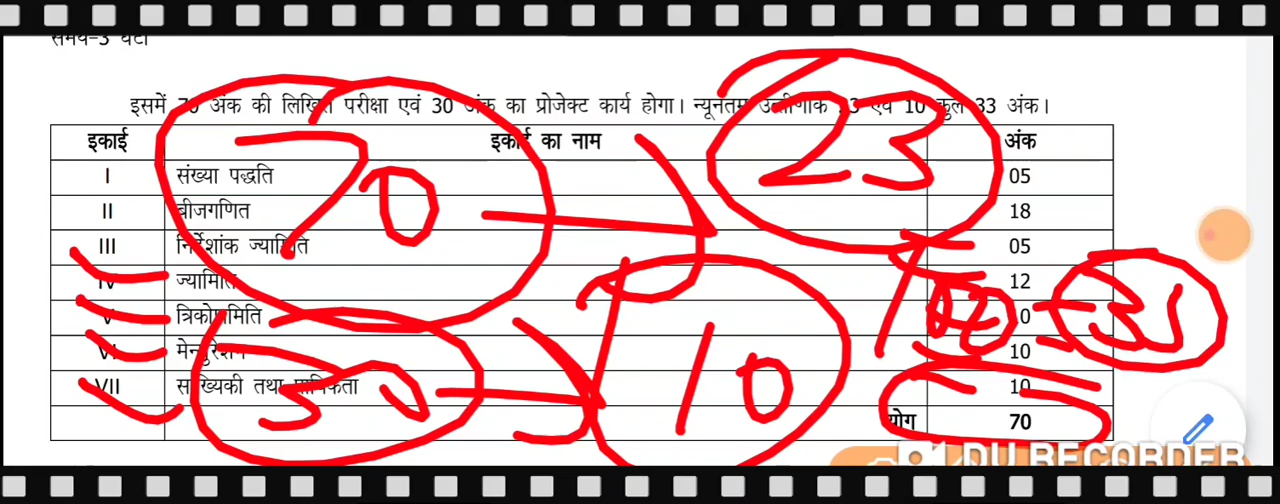 समय-3 घंटा
इसमें 70 अंक की लिखित परीक्षा एवं 30 अंक का प्रोजेक्ट कार्य होगा। न्यूनतम उत्तीर्णांक 23 एवं 10 कुल 33 अंक।
इकाई इकाई का नाम अंक
I संख्या पद्धति 05
II बीजगणित 18
III निर्देशांक ज्यामिति 05
IV ज्यामिति 12
V त्रिकोणमिति
VI मेन्सुरेशन 10
VII सांख्यिकी तथा प्रायिकता 10
योग 70
70 23
30 10
DU RECORDER